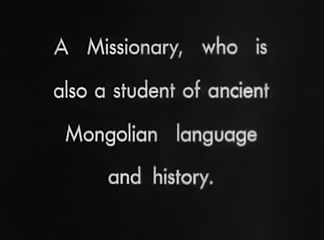 A Missionary, who is
also a student of ancient
Mongolian language
and history.